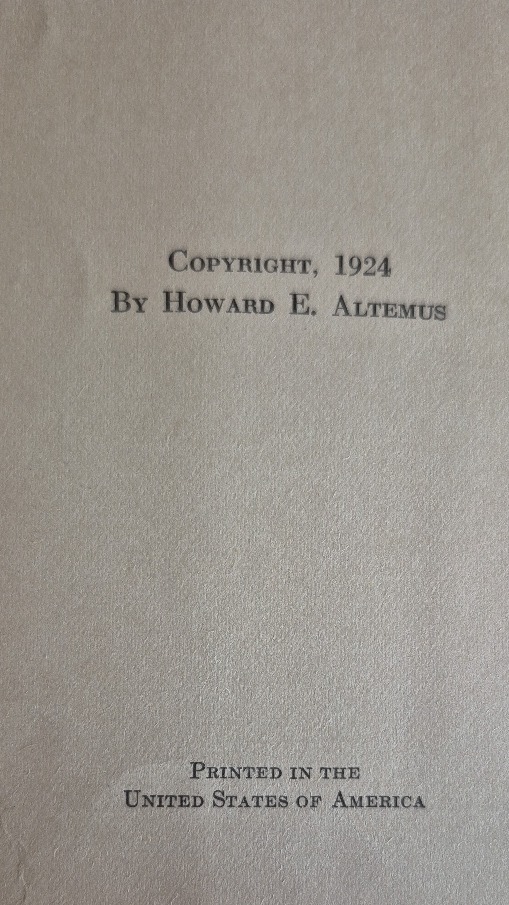 Copyright, 1924
By Howard E. Altemus
Printed in the
United States of America